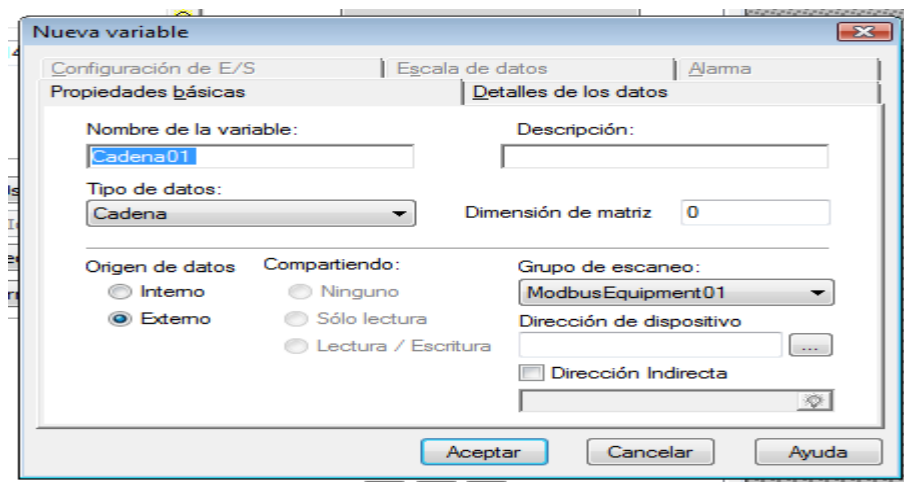 Nueva variable
Configuración de E/S
Escala de datos
Alarma
Propiedades básicas
Detalles de los datos
Nombre de la variable:
Descripción:
Cadena01
Tipo de datos:
Cadena
Dimensión de matriz
0
Origen de datos
Compartiendo:
Grupo de escaneo:
Interno
Ninguno
ModbusEquipment01
Externo
Sólo lectura
Dirección de dispositivo
Lectura / Escritura
...
Dirección Indirecta
Aceptar
Cancelar
Ayuda